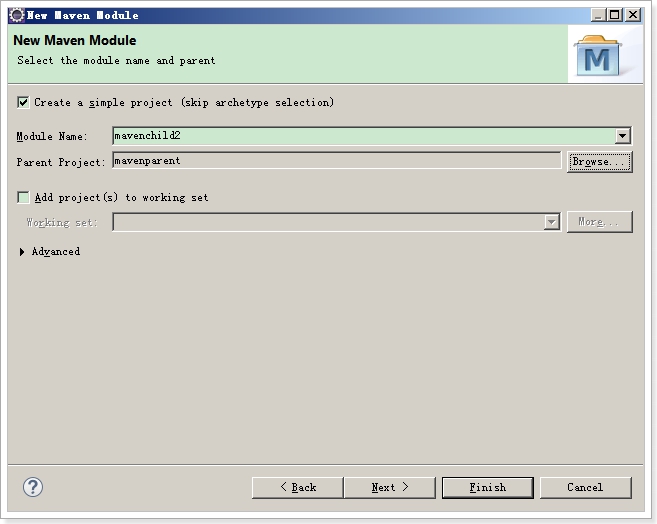 New Maven Module
New Maven Module
Select the module name and parent
M
Create a simple project (skip archetype selection)
Module Name: mavenchild2
Parent Project: mavenparent Browse...
Add project(s) to working set
Working set: More...
Advanced
? < Back Next > Finish Cancel